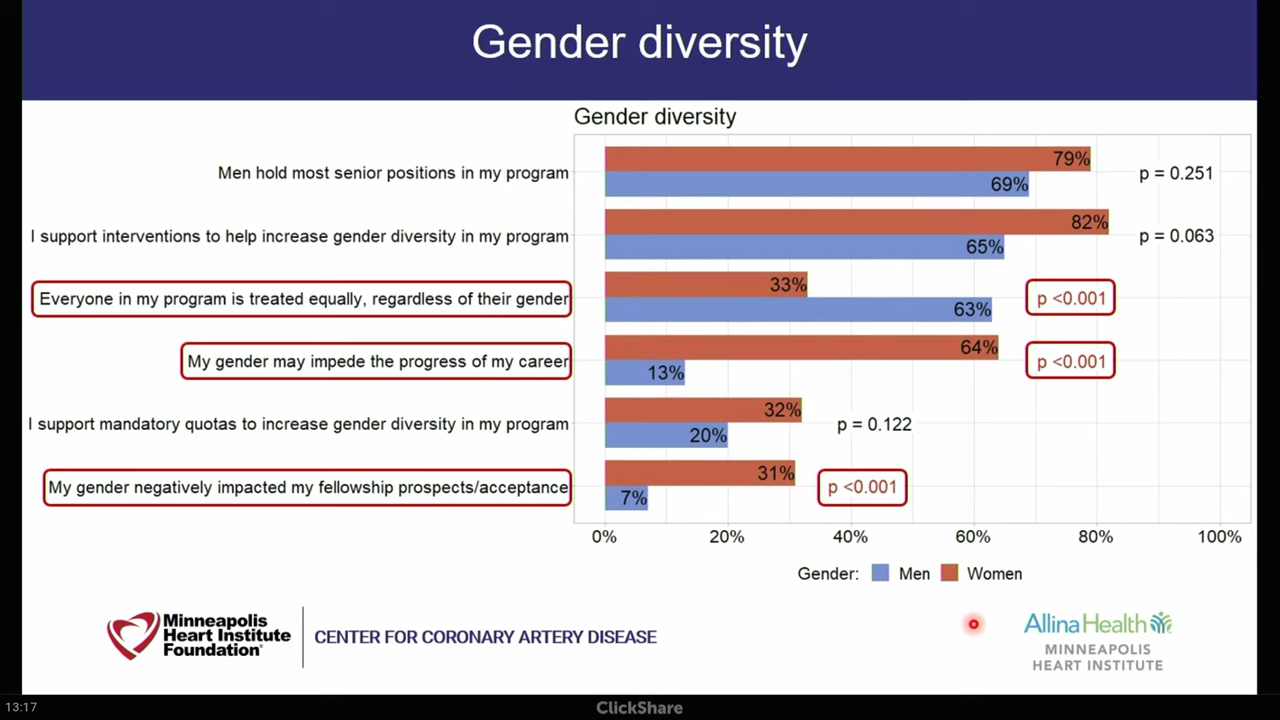 Gender diversity
Gender diversity
Men hold most senior positions in my program
79%
69%
p = 0.251
I support interventions to help increase gender diversity in my program
82%
65%
p = 0.063
Everyone in my program is treated equally, regardless of their gender
33%
63%
p <0.001
My gender may impede the progress of my career
64%
13%
p <0.001
I support mandatory quotas to increase gender diversity in my program
32%
20%
p = 0.122
My gender negatively impacted my fellowship prospects/acceptance
31%
7%
p <0.001
0% 20% 40% 60% 80% 100%
Gender: Men Women
Minneapolis
Heart Institute
Foundation
CENTER FOR CORONARY ARTERY DISEASE
Allina Health
MINNEAPOLIS
HEART INSTITUTE
13:17
ClickShare